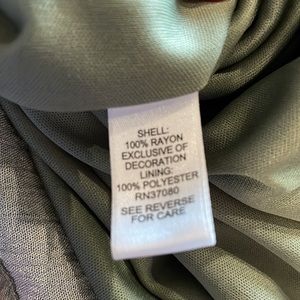 SHELL:
100% RAYON
EXCLUSIVE OF
DECORATION
LINING:
100% POLYESTER
RN37080
SEE REVERSE
FOR CARE